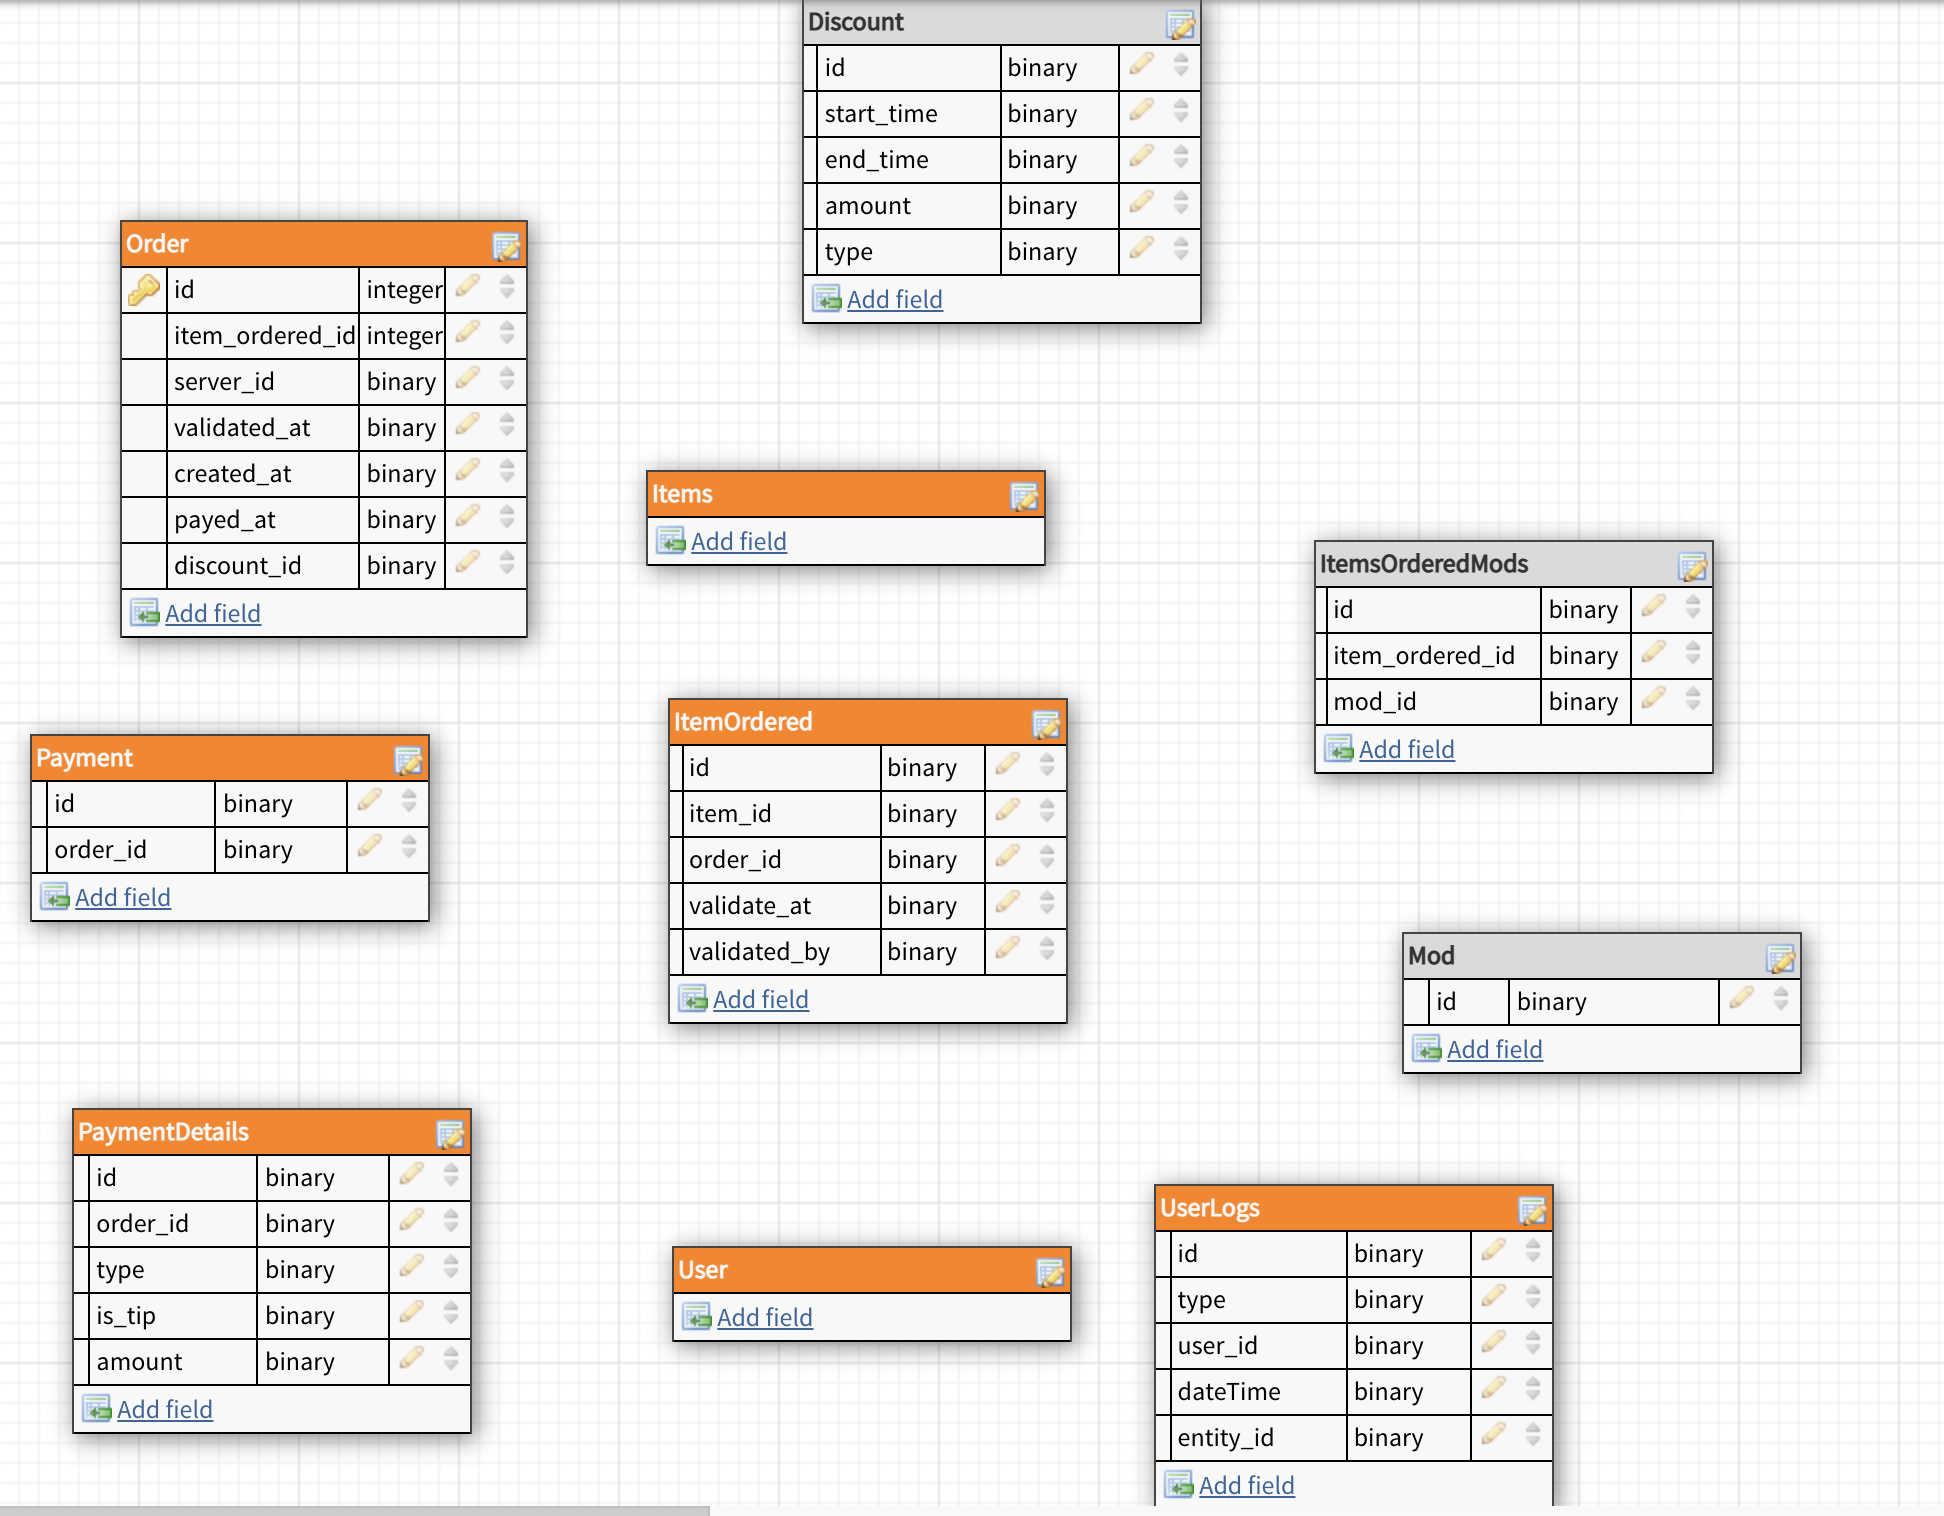 Discount
id binary
start_time binary
end_time binary
amount binary
type binary
Add field
Order
id integer
item_ordered_id integer
server_id binary
validated_at binary
created_at binary
payed_at binary
discount_id binary
Add field
Items
Add field
ItemsOrderedMods
id binary
item_ordered_id binary
mod_id binary
Add field
Payment
id binary
order_id binary
Add field
ItemOrdered
id binary
item_id binary
order_id binary
validate_at binary
validated_by binary
Add field
Mod
id binary
Add field
PaymentDetails
id binary
order_id binary
type binary
is_tip binary
amount binary
Add field
User
Add field
UserLogs
id binary
type binary
user_id binary
dateTime binary
entity_id binary
Add field